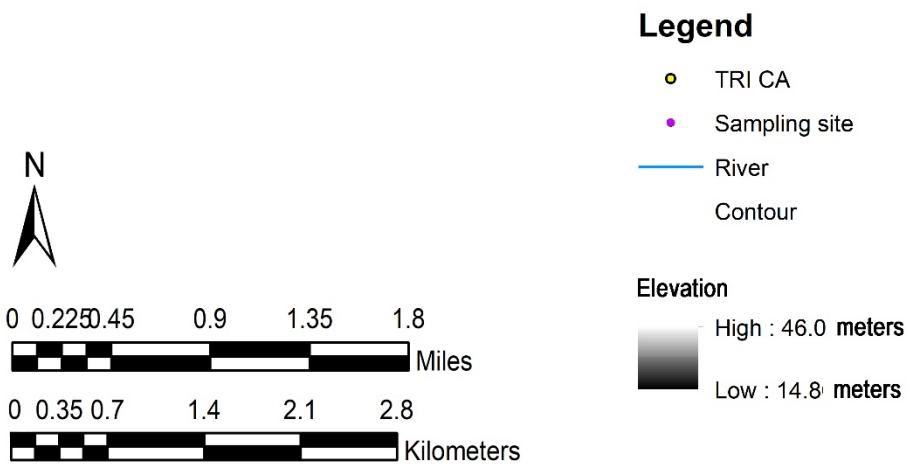 Legend
TRI CA
Sampling site
River
Contour
N
Elevation
High : 46.0 meters
Low : 14.8 meters
0 0.225 0.45 0.9 1.35 1.8
Miles
0 0.35 0.7 1.4 2.1 2.8
Kilometers